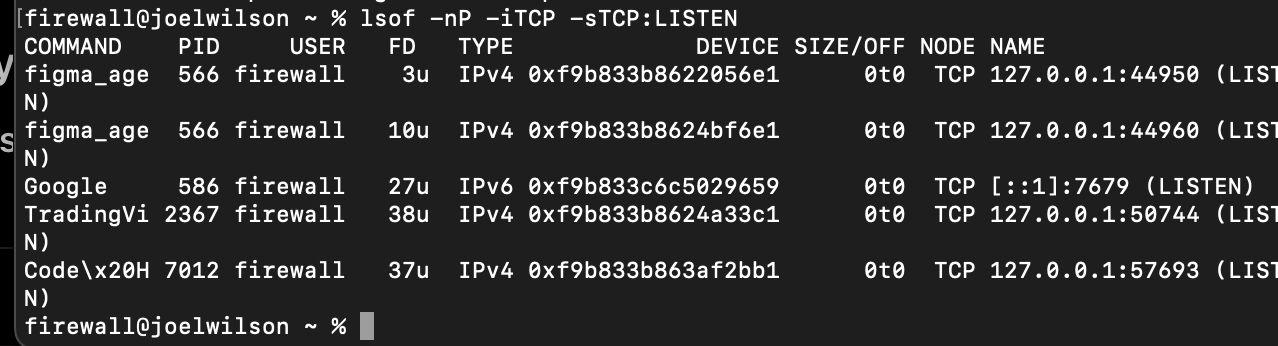 [firewall@joelwilson ~ % lsof -nP -iTCP -sTCP:LISTEN
COMMAND    PID     USER   FD   TYPE             DEVICE SIZE/OFF NODE NAME
figma_age  566 firewall    3u  IPv4 0xf9b833b8622056e1      0t0  TCP 127.0.0.1:44950 (LIST
N)
figma_age  566 firewall   10u  IPv4 0xf9b833b8624bf6e1      0t0  TCP 127.0.0.1:44960 (LIST
N)
Google     586 firewall   27u  IPv6 0xf9b833c6c5029659      0t0  TCP [::1]:7679 (LISTEN)
TradingVi 2367 firewall   38u  IPv4 0xf9b833b8624a33c1      0t0  TCP 127.0.0.1:50744 (LIST
N)
Code\x20H 7012 firewall   37u  IPv4 0xf9b833b863af2bb1      0t0  TCP 127.0.0.1:57693 (LIST
N)
firewall@joelwilson ~ %